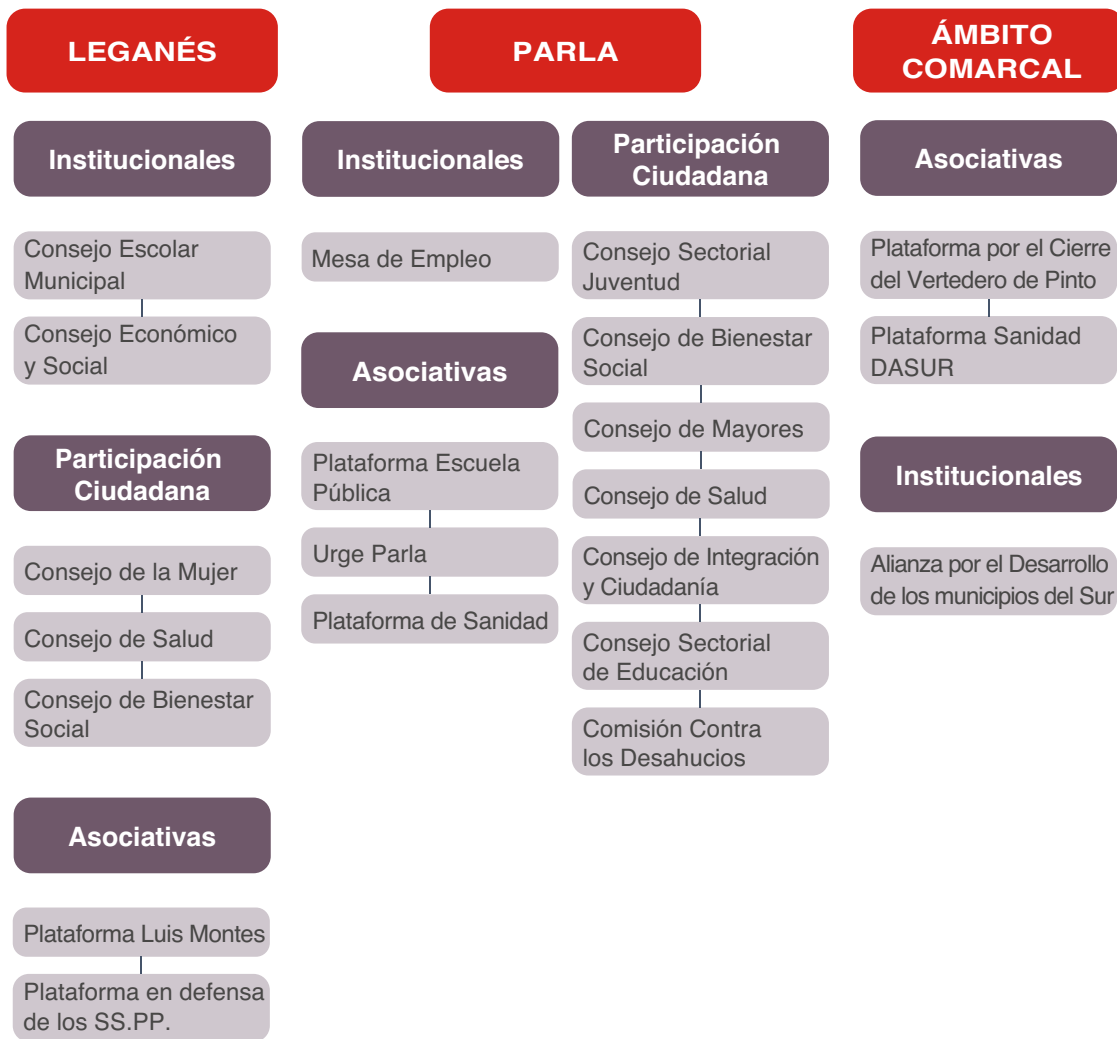 LEGANÉS
Institucionales
Consejo Escolar
Municipal
Consejo Económico
y Social
Participación
Ciudadana
Consejo de la Mujer
Consejo de Salud
Consejo de Bienestar
Social
Asociativas
Plataforma Luis Montes
Plataforma en defensa
de los SS.PP.
PARLA
Institucionales
Mesa de Empleo
Asociativas
Plataforma Escuela
Pública
Urge Parla
Plataforma de Sanidad
Participación
Ciudadana
Consejo Sectorial
Juventud
Consejo de Bienestar
Social
Consejo de Mayores
Consejo de Salud
Consejo de Integración
y Ciudadanía
Consejo Sectorial
de Educación
Comisión Contra
los Desahucios
ÁMBITO
COMARCAL
Asociativas
Plataforma por el Cierre
del Vertedero de Pinto
Plataforma Sanidad
DASUR
Institucionales
Alianza por el Desarrollo
de los municipios del Sur